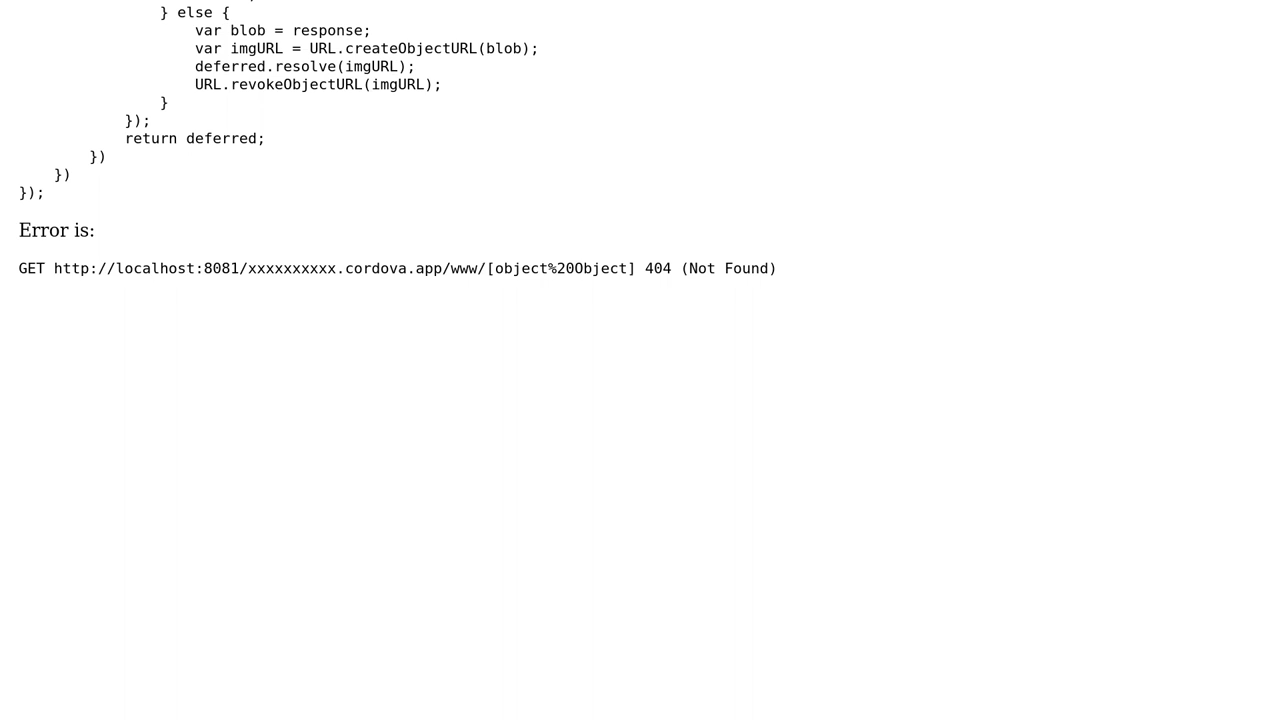 } else {
var blob = response;
var imgURL = URL.createObjectURL(blob);
deferred.resolve(imgURL);
URL.revokeObjectURL(imgURL);
}
});
return deferred;
})
})
});
Error is:
GET http://localhost:8081/xxxxxxxxxx.cordova.app/www/[object%20Object] 404 (Not Found)